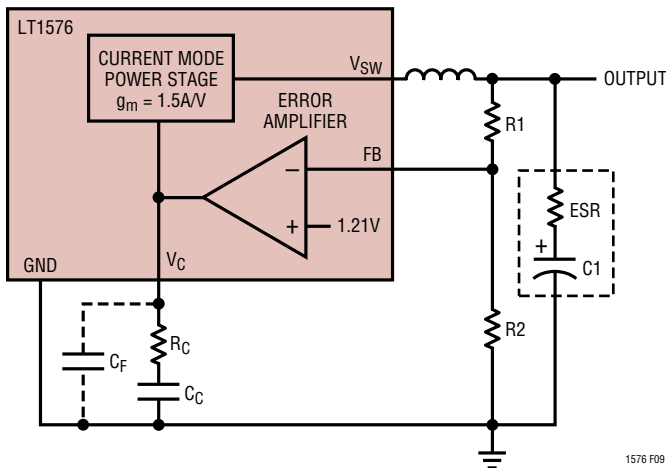 LT1576
CURRENT MODE
POWER STAGE
gm = 1.5A/V
VSW
OUTPUT
ERROR
AMPLIFIER
R1
FB
ESR
–
+
1.21V
+
C1
GND
VC
R2
RC
CF
CC
1576 F09